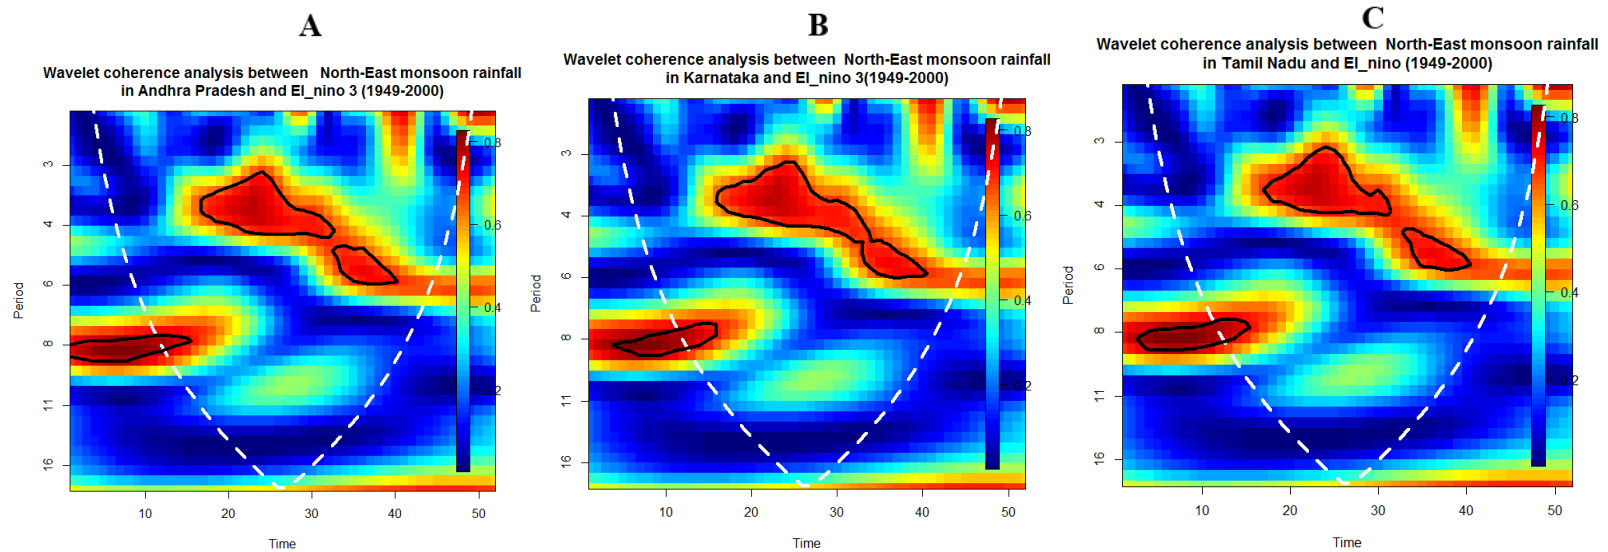 A
Wavelet coherence analysis between North-East monsoon rainfall
in Andhra Pradesh and El_nino 3 (1949-2000)
Period
3
4
6
8
11
16
0.8
0.6
0.4
0.2
10 20 30 40 50
Time
B
Wavelet coherence analysis between North-East monsoon rainfall
in Karnataka and El_nino 3(1949-2000)
Period
3
4
6
8
11
16
0.8
0.6
0.4
0.2
10 20 30 40 50
Time
C
Wavelet coherence analysis between North-East monsoon rainfall
in Tamil Nadu and El_nino (1949-2000)
Period
3
4
6
8
11
16
0.8
0.6
0.4
0.2
10 20 30 40 50
Time